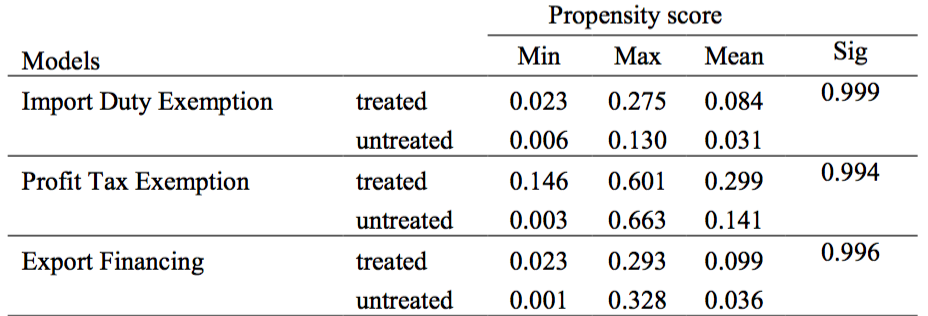 Propensity score
Models Min Max Mean Sig
Import Duty Exemption treated 0.023 0.275 0.084 0.999
untreated 0.006 0.130 0.031
Profit Tax Exemption treated 0.146 0.601 0.299 0.994
untreated 0.003 0.663 0.141
Export Financing treated 0.023 0.293 0.099 0.996
untreated 0.001 0.328 0.036